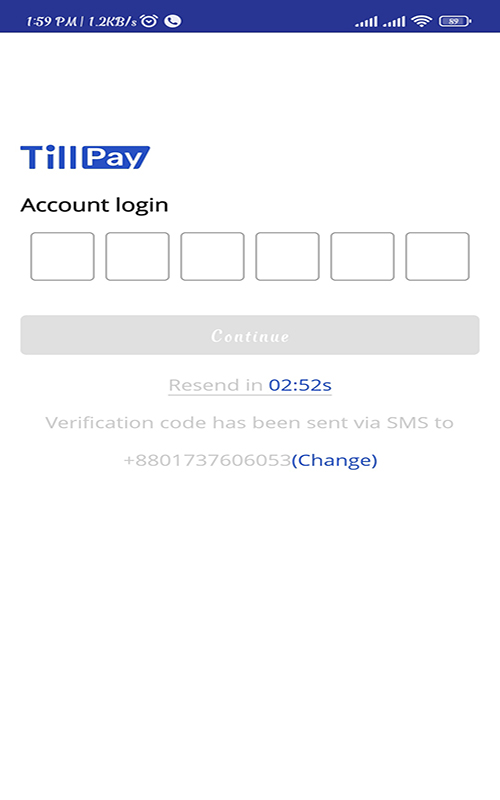 1:59 PM | 1.2KB/s
89
TillPay
Account login
Continue
Resend in 02:52s
Verification code has been sent via SMS to
+8801737606053(Change)